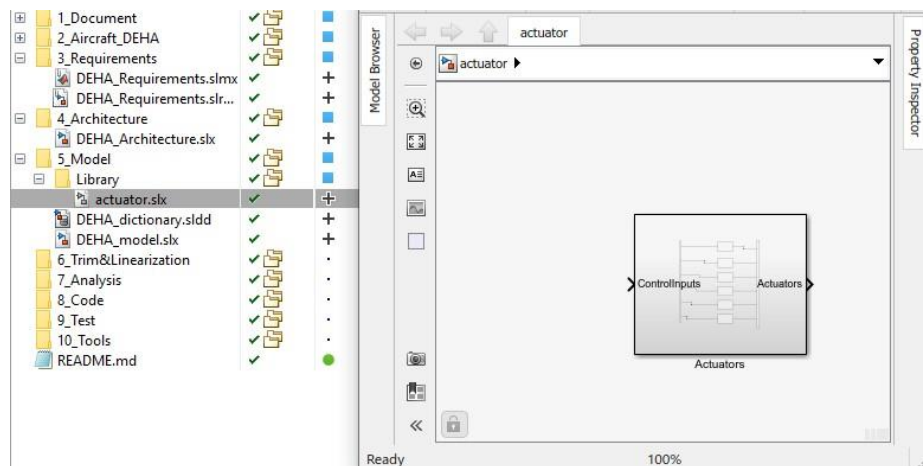 1_Document
2_Aircraft_DEHA
3_Requirements
DEHA_Requirements.slmx
DEHA_Requirements.slr...
4_Architecture
DEHA_Architecture.slx
5_Model
Library
actuator.slx
DEHA_dictionary.sldd
DEHA_model.slx
6_Trim&Linearization
7_Analysis
8_Code
9_Test
10_Tools
README.md
Model Browser
actuator
actuator
ControlInputs
Actuators
Actuators
Ready
100%
Property Inspector